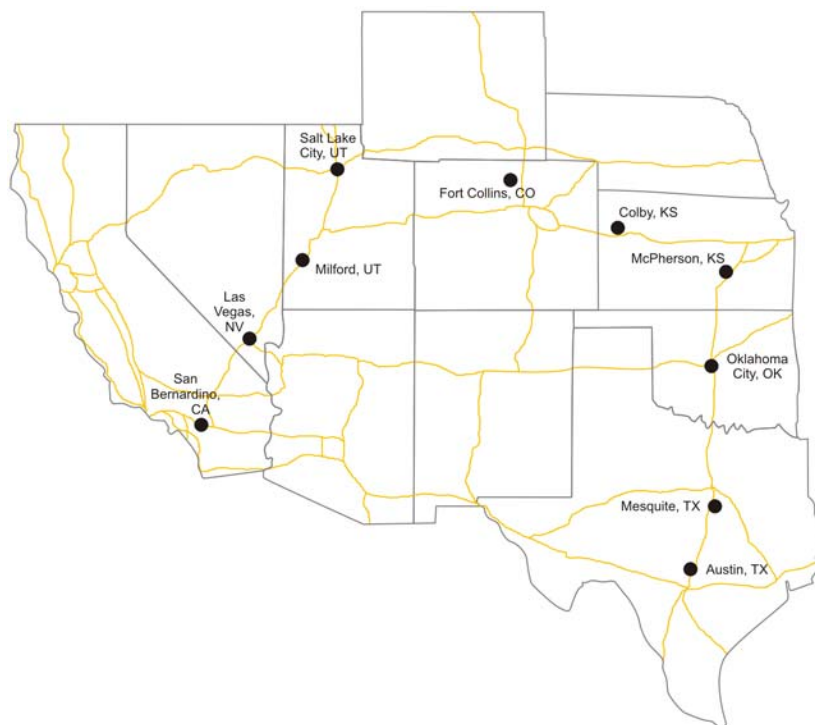 Salt Lake
City, UT
Fort Collins, CO
Colby, KS
McPherson, KS
Milford, UT
Las
Vegas,
NV
Oklahoma
City, OK
San
Bernardino,
CA
Mesquite, TX
Austin, TX